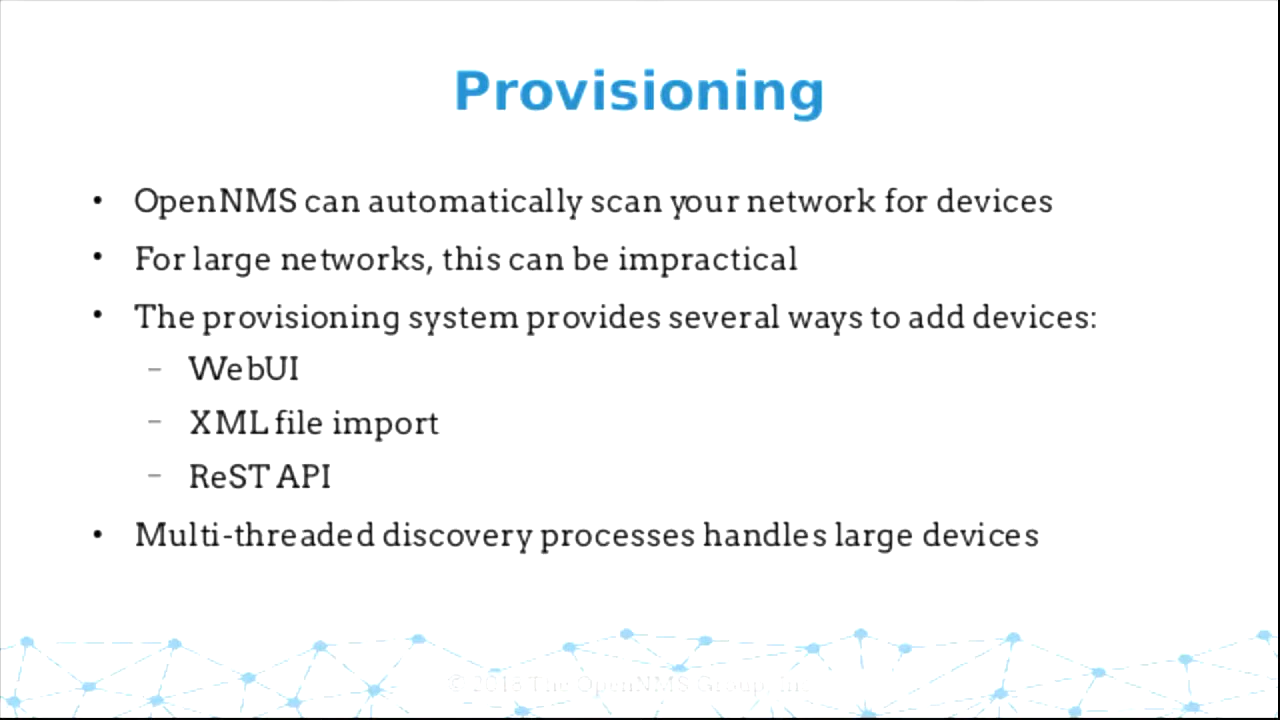 Provisioning
• OpenNMS can automatically scan your network for devices
• For large networks, this can be impractical
• The provisioning system provides several ways to add devices:
– WebUI
– XML file import
– ReST API
• Multi-threaded discovery processes handles large devices
© 2016 The OpenNMS Group, Inc.